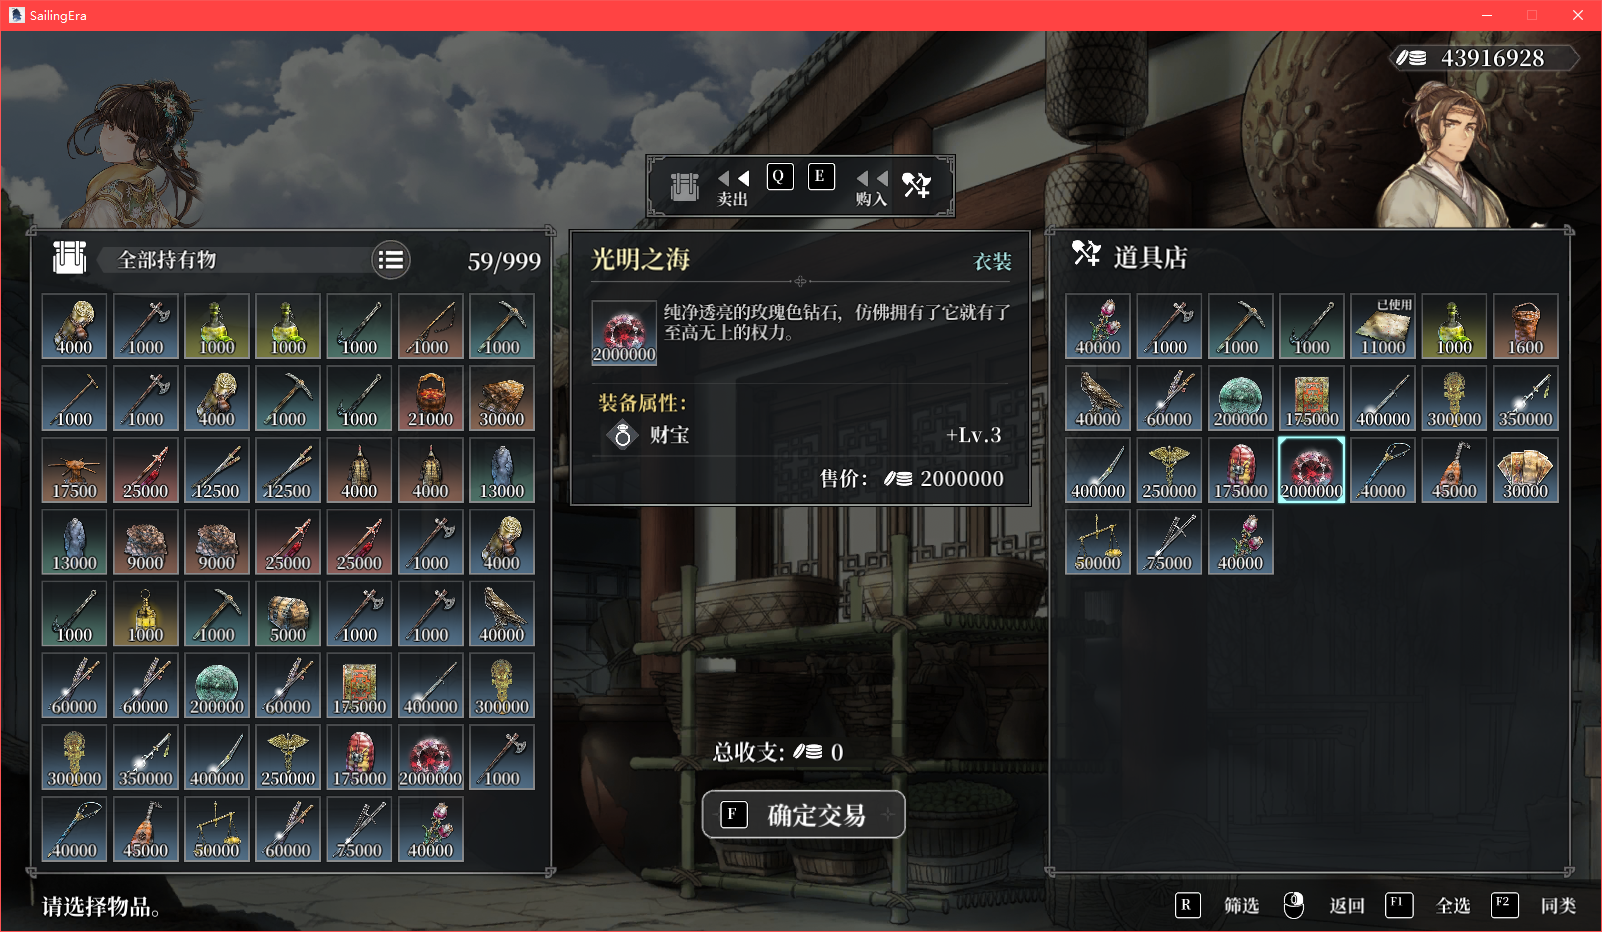 SailingEra
43916928
卖出 Q E 购入
全部持有物 59/999
4000 1000 1000 1000 1000 1000 1000
1000 1000 4000 1000 1000 21000 30000
17500 25000 12500 12500 4000 4000 13000
13000 9000 9000 25000 25000 1000 4000
1000 1000 1000 5000 1000 1000 40000
60000 60000 200000 60000 175000 400000 300000
300000 350000 400000 250000 175000 2000000 1000
40000 45000 50000 60000 75000 40000
光明之海 衣装
纯净透亮的玫瑰色钻石，仿佛拥有了它就有了
至高无上的权力。
2000000
装备属性：
财宝 +Lv.3
售价： 2000000
总收支: 0
F 确定交易
道具店
已使用
40000 1000 1000 1000 11000 1000 1600
40000 60000 200000 175000 400000 300000 350000
400000 250000 175000 2000000 40000 45000 30000
50000 75000 40000
请选择物品。
R 筛选 返回 F1 全选 F2 同类